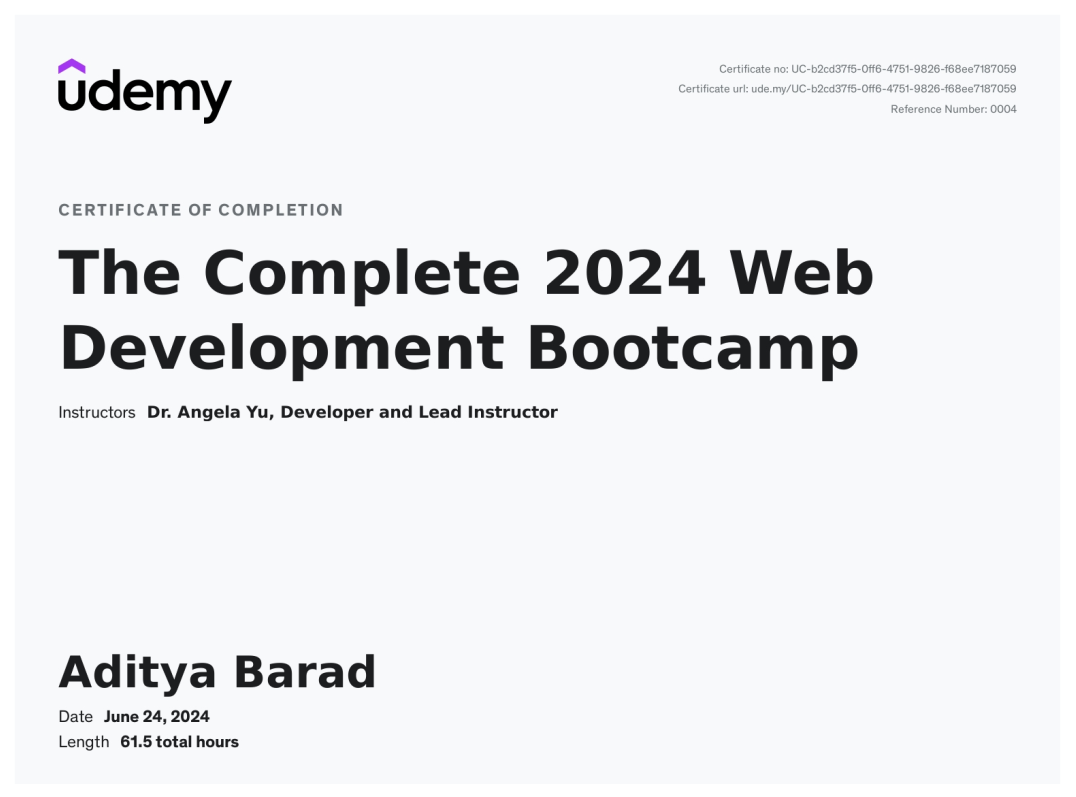 udemy
Certificate no: UC-b2cd37f5-0ff6-4751-9826-f68ee7187059
Certificate url: ude.my/UC-b2cd37f5-0ff6-4751-9826-f68ee7187059
Reference Number: 0004
CERTIFICATE OF COMPLETION
The Complete 2024 Web
Development Bootcamp
Instructors Dr. Angela Yu, Developer and Lead Instructor
Aditya Barad
Date June 24, 2024
Length 61.5 total hours